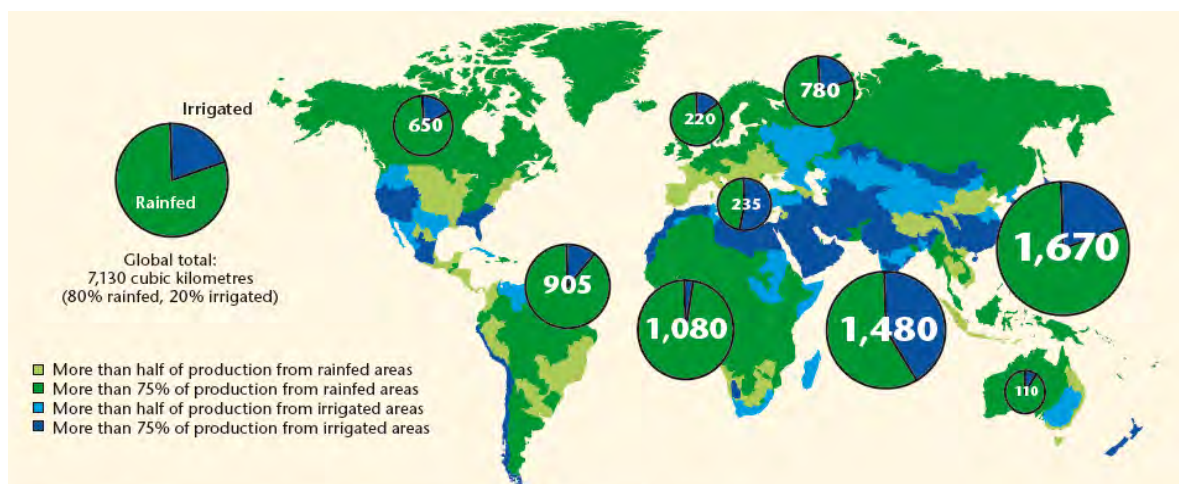 Irrigated
Rainfed
Global total:
7,130 cubic kilometres
(80% rainfed, 20% irrigated)
650
220
780
235
1,670
905
1,080
1,480
110
More than half of production from rainfed areas
More than 75% of production from rainfed areas
More than half of production from irrigated areas
More than 75% of production from irrigated areas